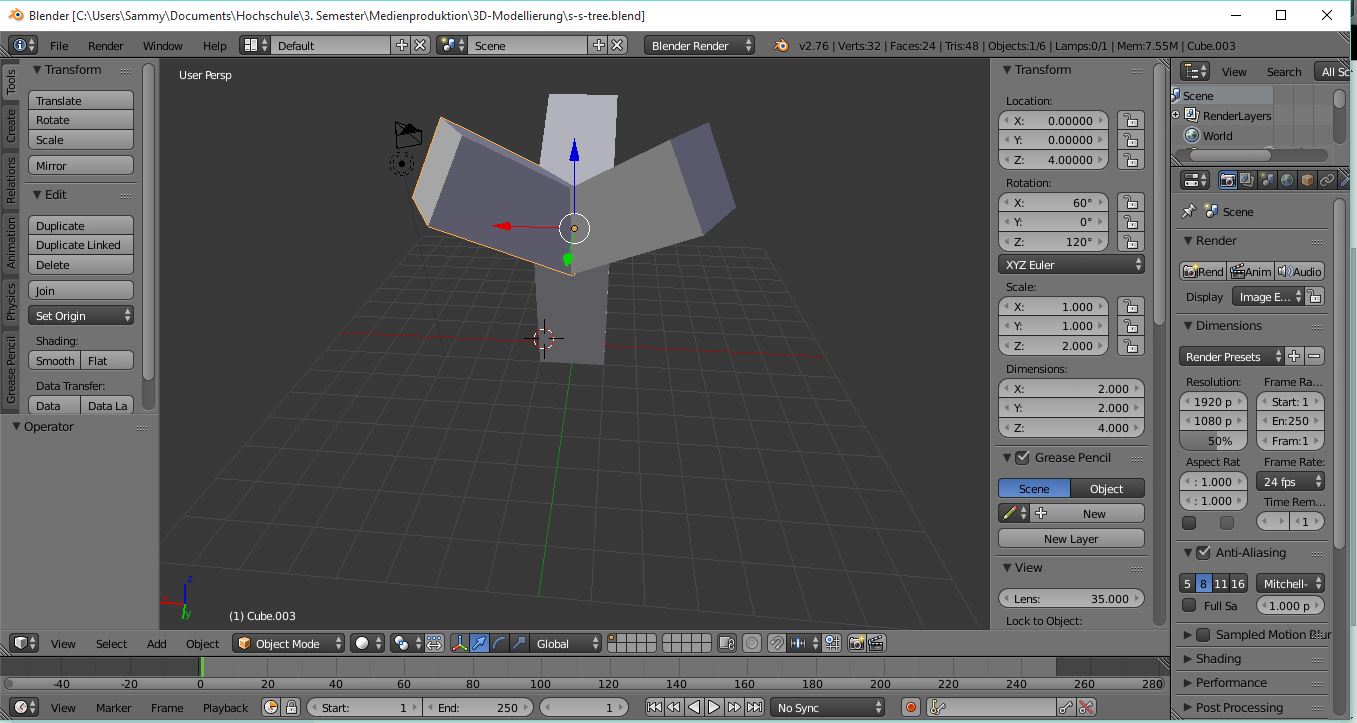 Blender [C:\Users\Sammy\Documents\Hochschule\3. Semester\Medienproduktion\3D-Modellierung\s-s-tree.blend]
File Render Window Help Default Scene Blender Render v2.76 | Verts:32 | Faces:24 | Tris:48 | Objects:1/6 | Lamps:0/1 | Mem:7.55M | Cube.003
Tools
Create
Relations
Animation
Physics
Grease Pencil
Transform
Translate
Rotate
Scale
Mirror
Edit
Duplicate
Duplicate Linked
Delete
Join
Set Origin
Shading:
Smooth Flat
Data Transfer:
Data Data La
Operator
User Persp
(1) Cube.003
x
y
z
Transform
Location:
X: 0.00000
Y: 0.00000
Z: 4.00000
Rotation:
X: 60°
Y: 0°
Z: 120°
XYZ Euler
Scale:
X: 1.000
Y: 1.000
Z: 2.000
Dimensions:
X: 2.000
Y: 2.000
Z: 4.000
Grease Pencil
Scene Object
New
New Layer
View
Lens: 35.000
Lock to Object:
View Search All Sc
Scene
RenderLayers
World
Scene
Render
Rend Anim Audio
Display Image E...
Dimensions
Render Presets
Resolution: Frame Ra...
1920 p Start: 1
1080 p En:250
50% Fram:1
Aspect Rat Frame Rate:
: 1.000 24 fps
: 1.000 Time Rem...
1
Anti-Aliasing
5 8 11 16 Mitchell-
Full Sa 1.000 p
Sampled Motion Blur
Shading
Performance
Post Processing
View Select Add Object Object Mode Global
-40 -20 0 20 40 60 80 100 120 140 160 180 200 220 240 260 280
View Marker Frame Playback Start: 1 End: 250 1 No Sync